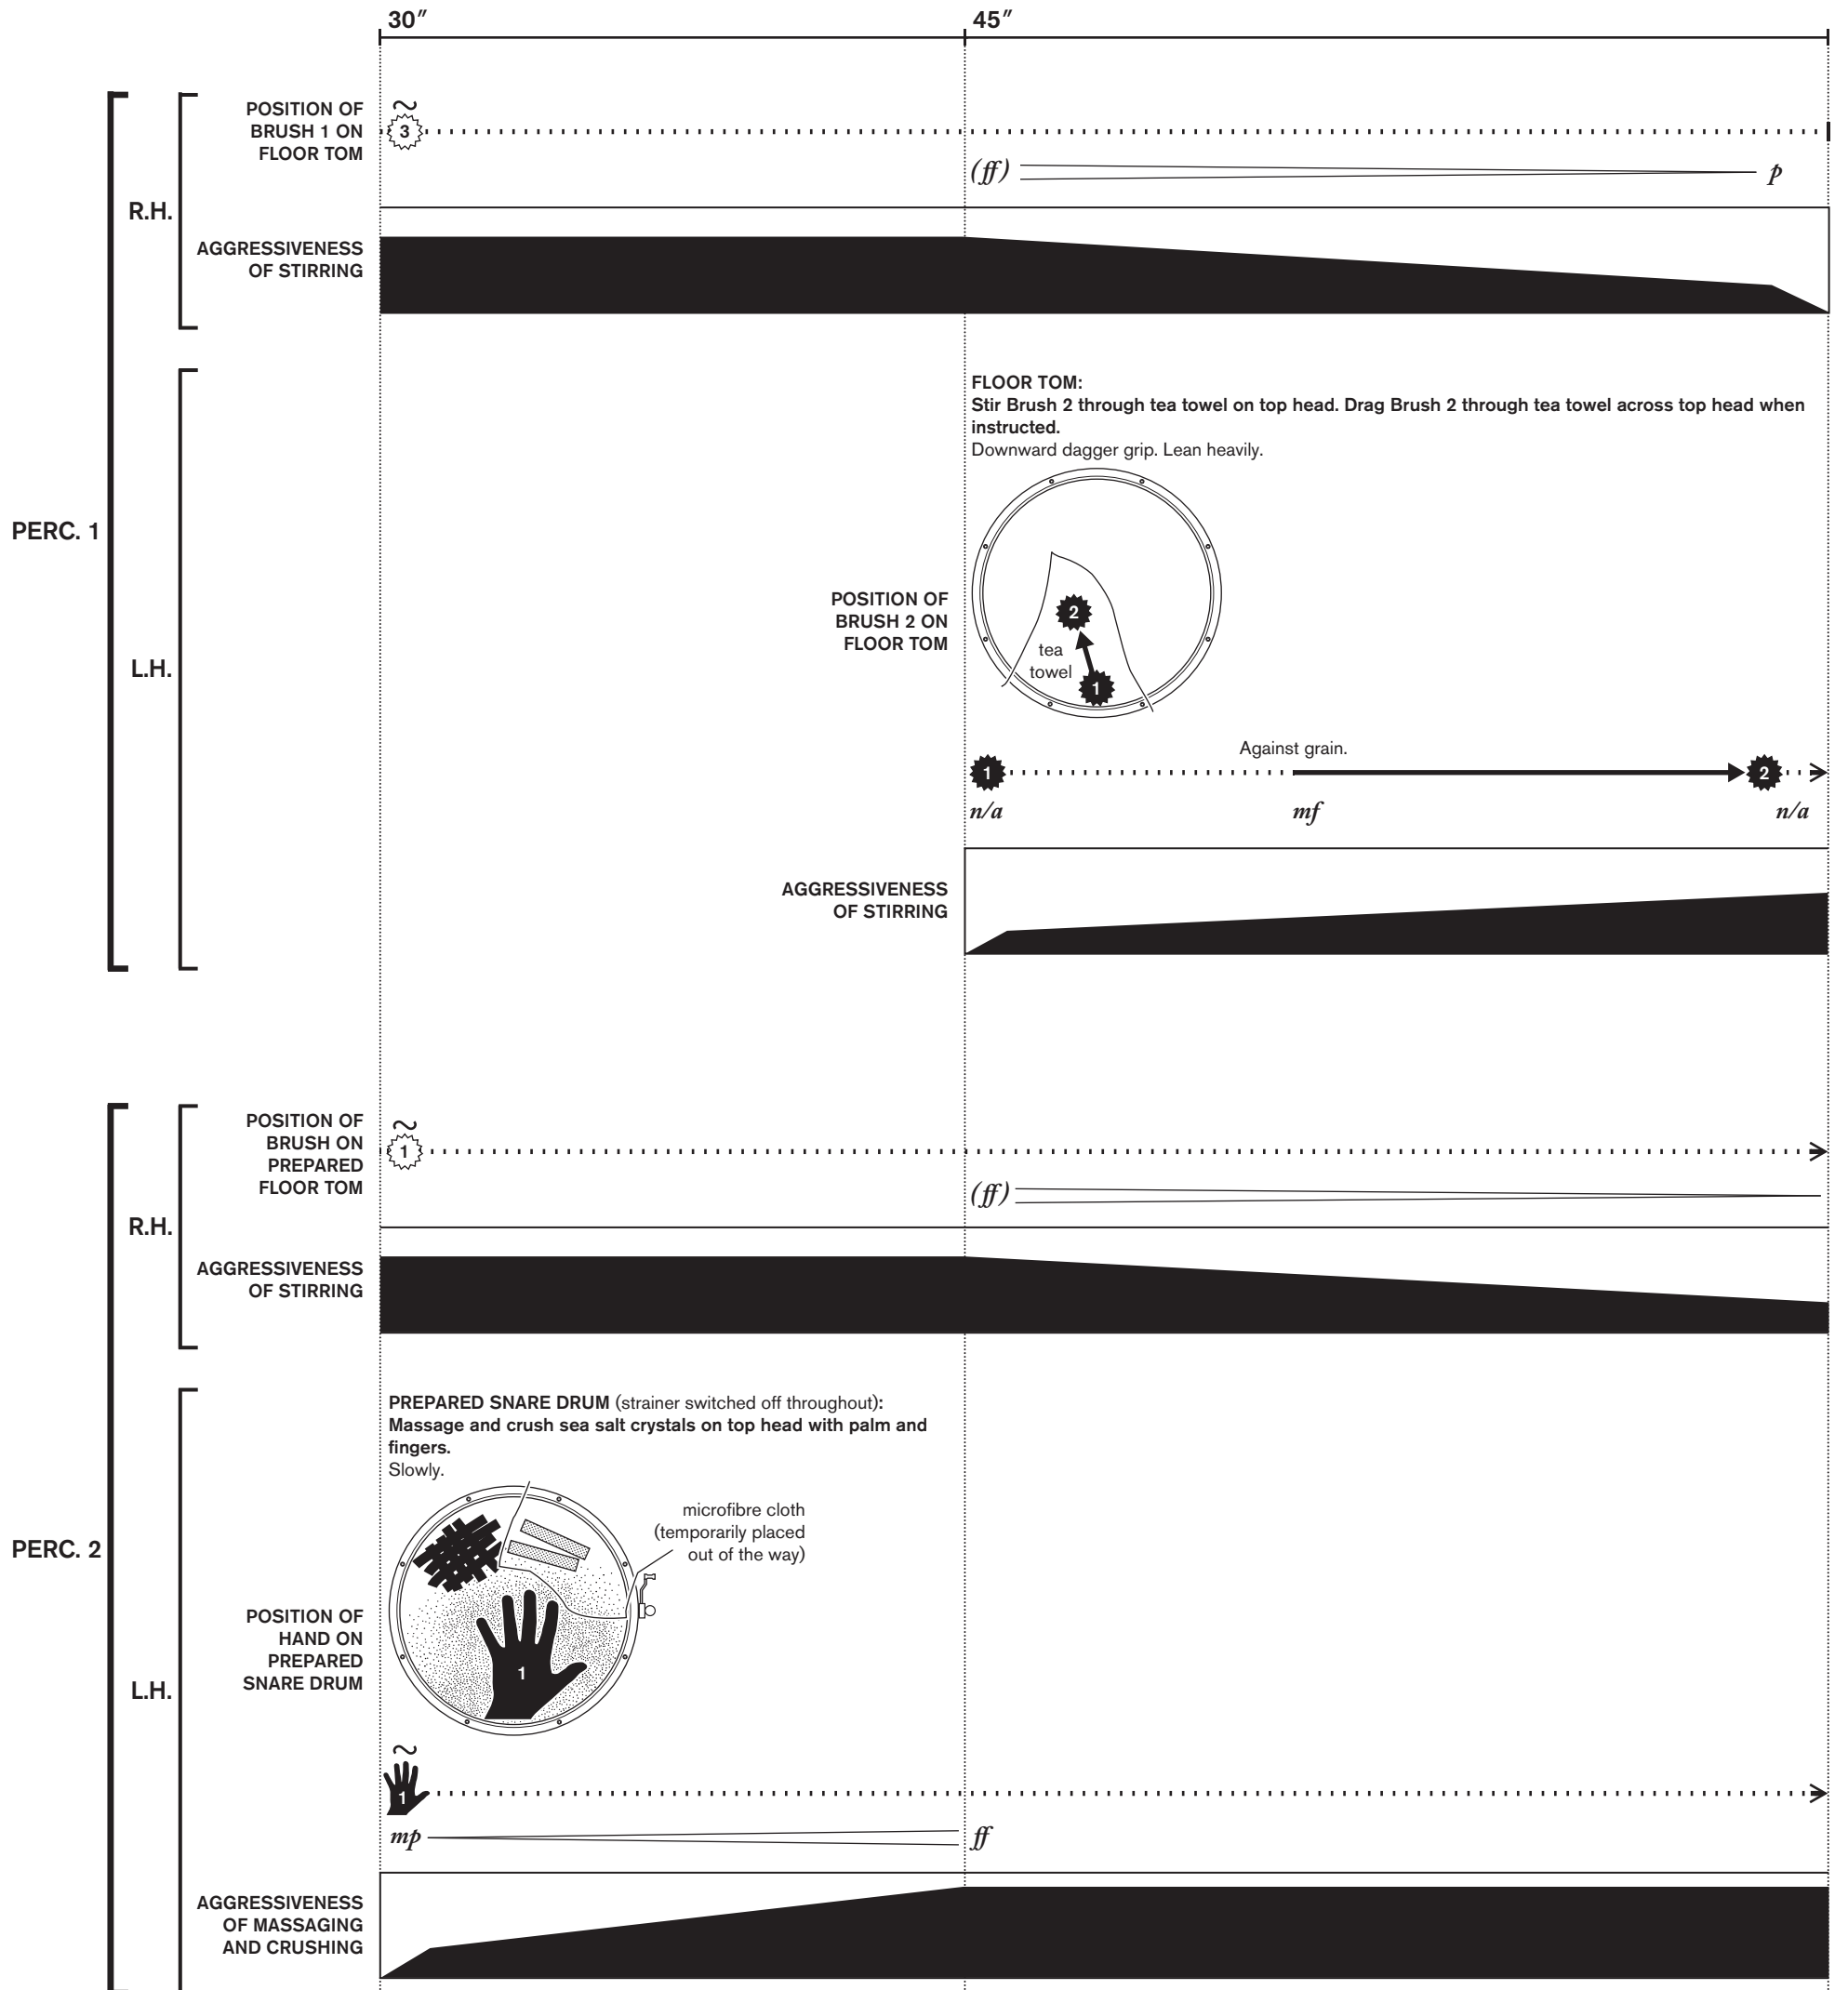 30″ 45″
POSITION OF
BRUSH 1 ON
FLOOR TOM
3
(ff) p
R.H.
AGGRESSIVENESS
OF STIRRING
PERC. 1
L.H.
FLOOR TOM:
Stir Brush 2 through tea towel on top head. Drag Brush 2 through tea towel across top head when
instructed.
Downward dagger grip. Lean heavily.
POSITION OF
BRUSH 2 ON
FLOOR TOM
2
tea
towel
1
Against grain.
1 2
n/a mf n/a
AGGRESSIVENESS
OF STIRRING
POSITION OF
BRUSH ON
PREPARED
FLOOR TOM
1
(ff)
R.H.
AGGRESSIVENESS
OF STIRRING
PERC. 2
L.H.
PREPARED SNARE DRUM (strainer switched off throughout):
Massage and crush sea salt crystals on top head with palm and
fingers.
Slowly.
microfibre cloth
(temporarily placed
out of the way)
POSITION OF
HAND ON
PREPARED
SNARE DRUM
1
1
mp ff
AGGRESSIVENESS
OF MASSAGING
AND CRUSHING